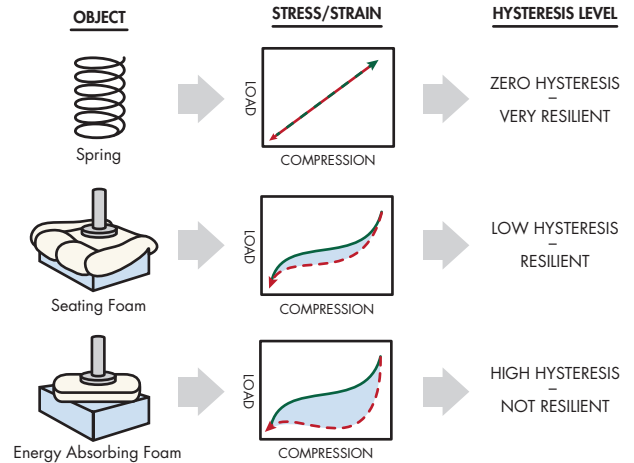 OBJECT
STRESS/STRAIN
HYSTERESIS LEVEL
Spring
LOAD
COMPRESSION
ZERO HYSTERESIS
–
VERY RESILIENT
Seating Foam
LOAD
COMPRESSION
LOW HYSTERESIS
–
RESILIENT
Energy Absorbing Foam
LOAD
COMPRESSION
HIGH HYSTERESIS
–
NOT RESILIENT